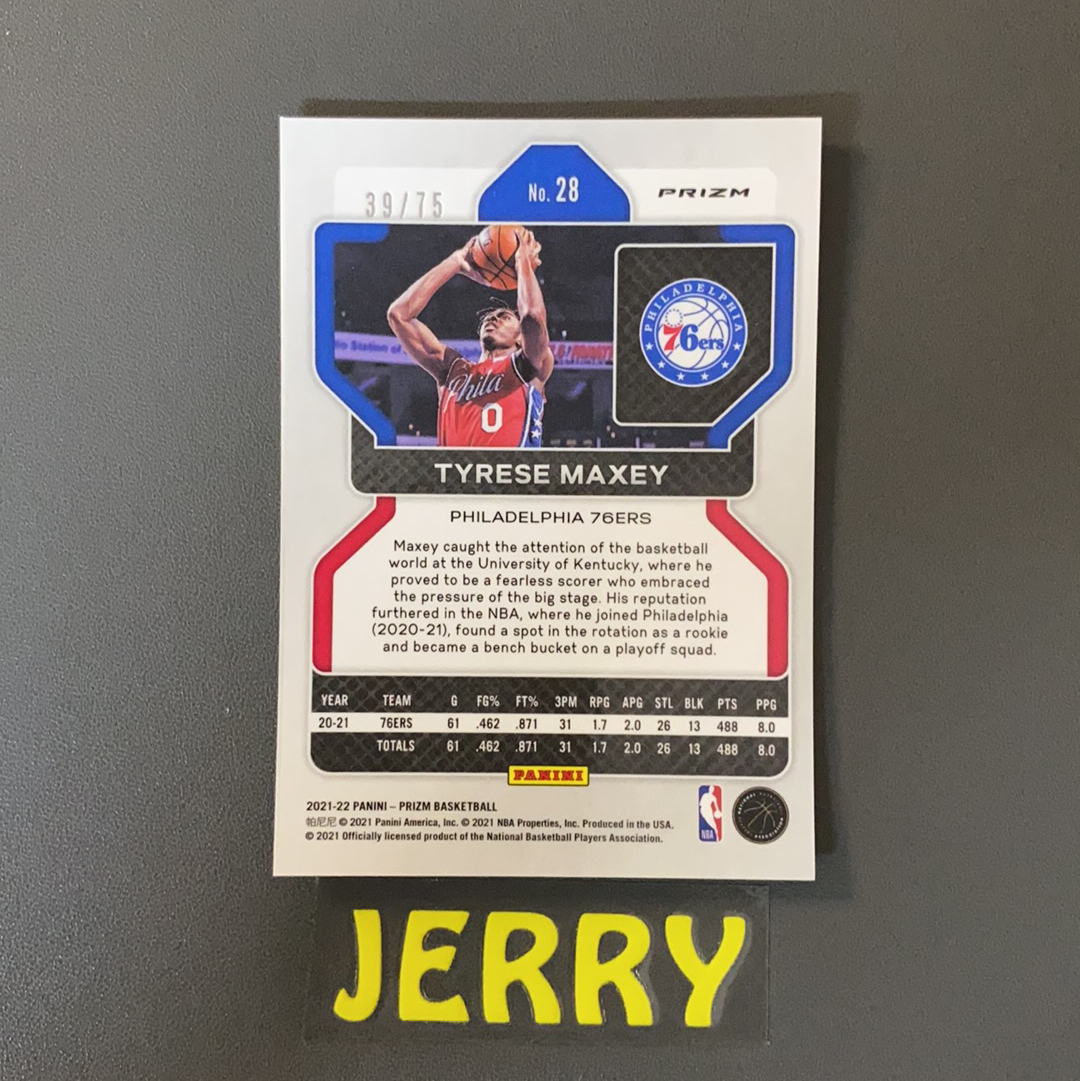 39/75
No. 28
PRIZM
PHILADELPHIA
76ers
Phila
0
TYRESE MAXEY
PHILADELPHIA 76ERS
Maxey caught the attention of the basketball
world at the University of Kentucky, where he
proved to be a fearless scorer who embraced
the pressure of the big stage. His reputation
furthered in the NBA, where he joined Philadelphia
(2020-21), found a spot in the rotation as a rookie
and became a bench bucket on a playoff squad.
YEAR TEAM G FG% FT% 3PM RPG APG STL BLK PTS PPG
20-21 76ERS 61 .462 .871 31 1.7 2.0 26 13 488 8.0
TOTALS 61 .462 .871 31 1.7 2.0 26 13 488 8.0
PANINI
2021-22 PANINI – PRIZM BASKETBALL
帕尼尼 © 2021 Panini America, Inc. © 2021 NBA Properties, Inc. Produced in the USA.
© 2021 Officially licensed product of the National Basketball Players Association.
NBA
JERRY